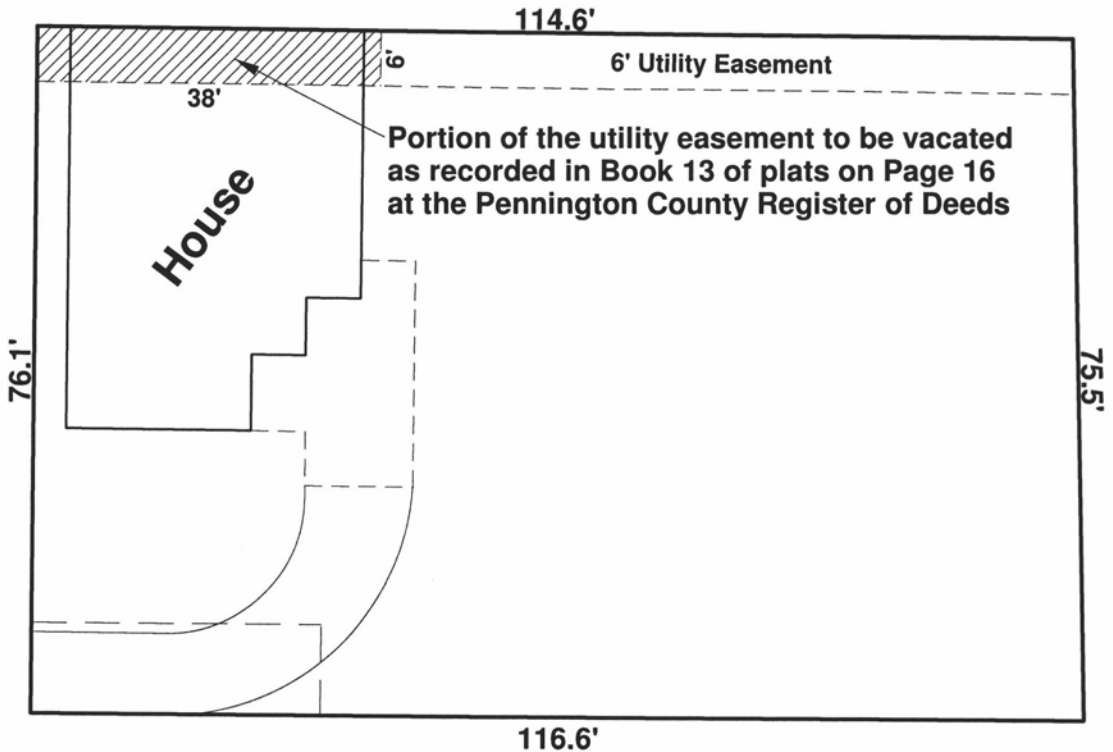 114.6'
6'
6' Utility Easement
38'
Portion of the utility easement to be vacated
as recorded in Book 13 of plats on Page 16
at the Pennington County Register of Deeds
House
76.1'
75.5'
116.6'